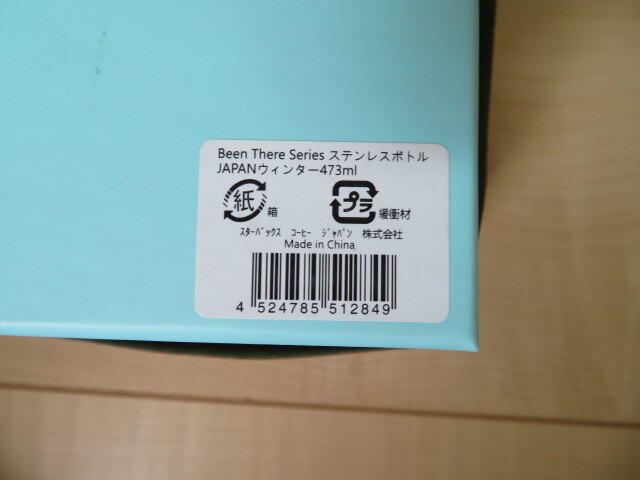 Been There Series ステンレスボトル
JAPANウィンター473ml
紙 箱 プラ 緩衝材
ｽﾀｰﾊﾞｯｸｽ ｺｰﾋｰ ｼﾞｬﾊﾟﾝ 株式会社
Made in China
4 524785 512849